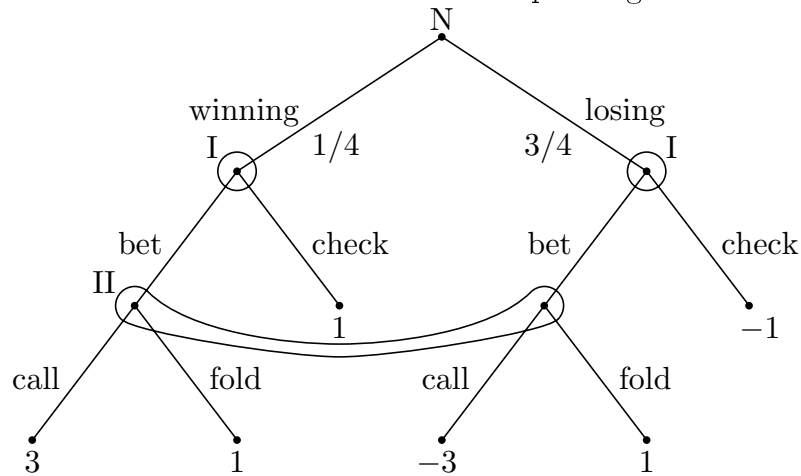 N
winning losing
I 1/4 3/4 I
bet check bet check
II
1 −1
call fold call fold
3 1 −3 1